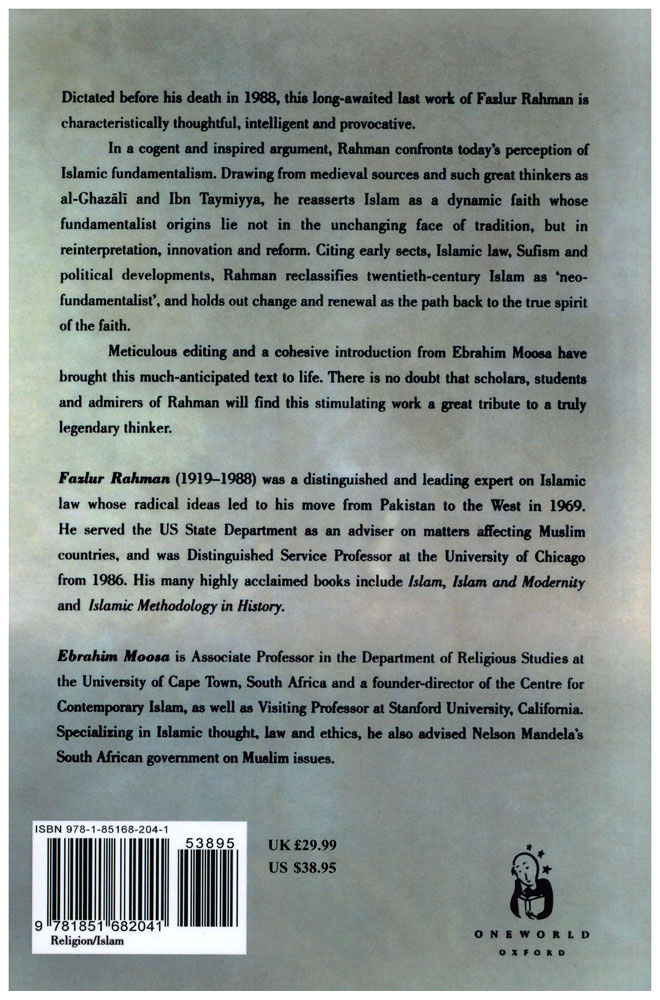 Dictated before his death in 1988, this long-awaited last work of Fazlur Rahman is
characteristically thoughtful, intelligent and provocative.
In a cogent and inspired argument, Rahman confronts today's perception of
Islamic fundamentalism. Drawing from medieval sources and such great thinkers as
al-Ghazālī and Ibn Taymiyya, he reasserts Islam as a dynamic faith whose
fundamentalist origins lie not in the unchanging face of tradition, but in
reinterpretation, innovation and reform. Citing early sects, Islamic law, Sufism and
political developments, Rahman reclassifies twentieth-century Islam as 'neo-
fundamentalist', and holds out change and renewal as the path back to the true spirit
of the faith.
Meticulous editing and a cohesive introduction from Ebrahim Moosa have
brought this much-anticipated text to life. There is no doubt that scholars, students
and admirers of Rahman will find this stimulating work a great tribute to a truly
legendary thinker.
Fazlur Rahman (1919–1988) was a distinguished and leading expert on Islamic
law whose radical ideas led to his move from Pakistan to the West in 1969.
He served the US State Department as an adviser on matters affecting Muslim
countries, and was Distinguished Service Professor at the University of Chicago
from 1986. His many highly acclaimed books include Islam, Islam and Modernity
and Islamic Methodology in History.
Ebrahim Moosa is Associate Professor in the Department of Religious Studies at
the University of Cape Town, South Africa and a founder-director of the Centre for
Contemporary Islam, as well as Visiting Professor at Stanford University, California.
Specializing in Islamic thought, law and ethics, he also advised Nelson Mandela's
South African government on Muslim issues.
ISBN 978-1-85168-204-1
53895
9 781851 682041
Religion/Islam
UK £29.99
US $38.95
ONEWORLD
OXFORD